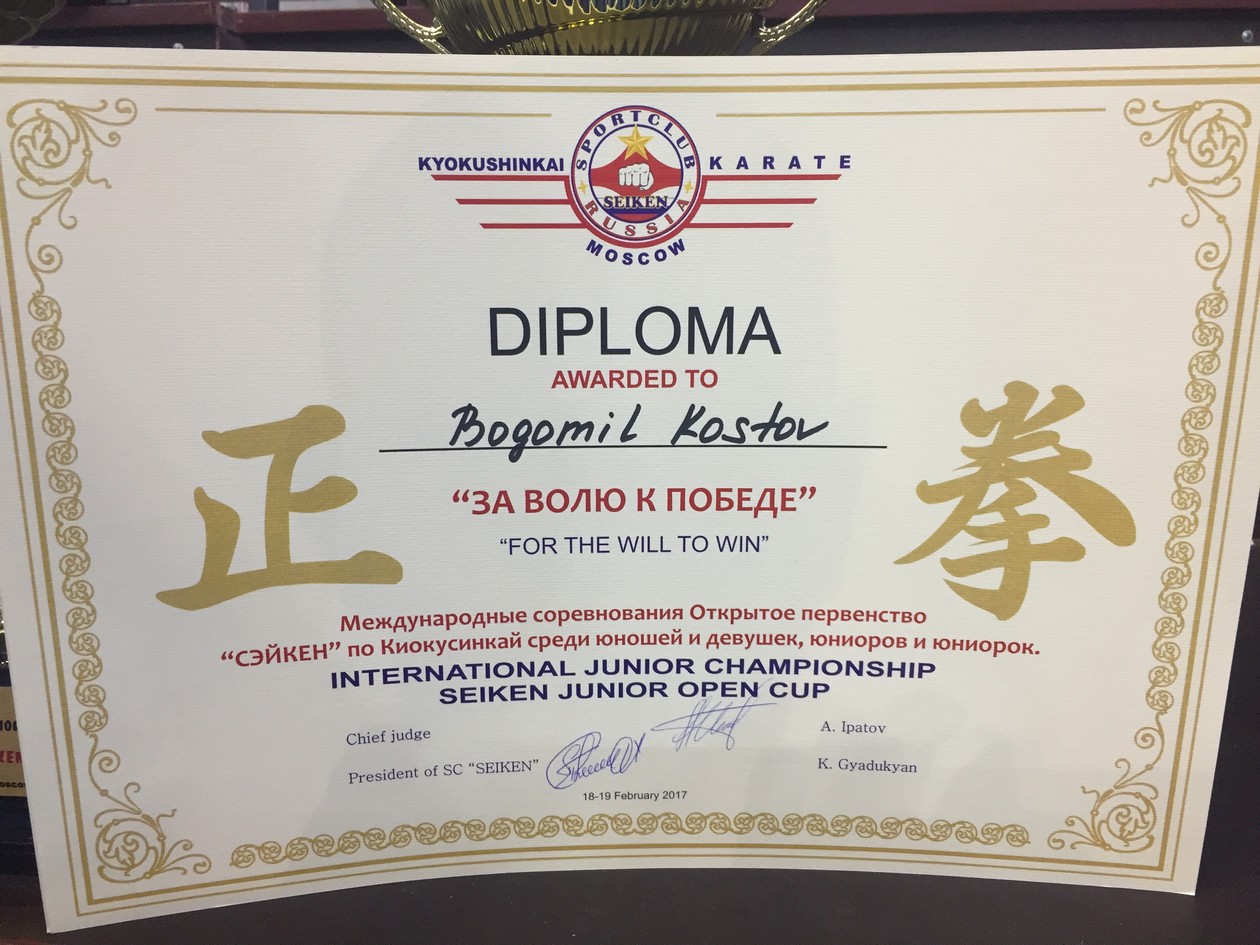 SPORTCLUB
KYOKUSHINKAI KARATE
SEIKEN
RUSSIA
MOSCOW
DIPLOMA
AWARDED TO
Bogomil Kostov
正 拳
“ЗА ВОЛЮ К ПОБЕДЕ”
“FOR THE WILL TO WIN”
Международные соревнования Открытое первенство
“СЭЙКЕН” по Киокусинкай среди юношей и девушек, юниоров и юниорок.
INTERNATIONAL JUNIOR CHAMPIONSHIP
SEIKEN JUNIOR OPEN CUP
Chief judge A. Ipatov
President of SC “SEIKEN” K. Gyadukyan
18-19 February 2017